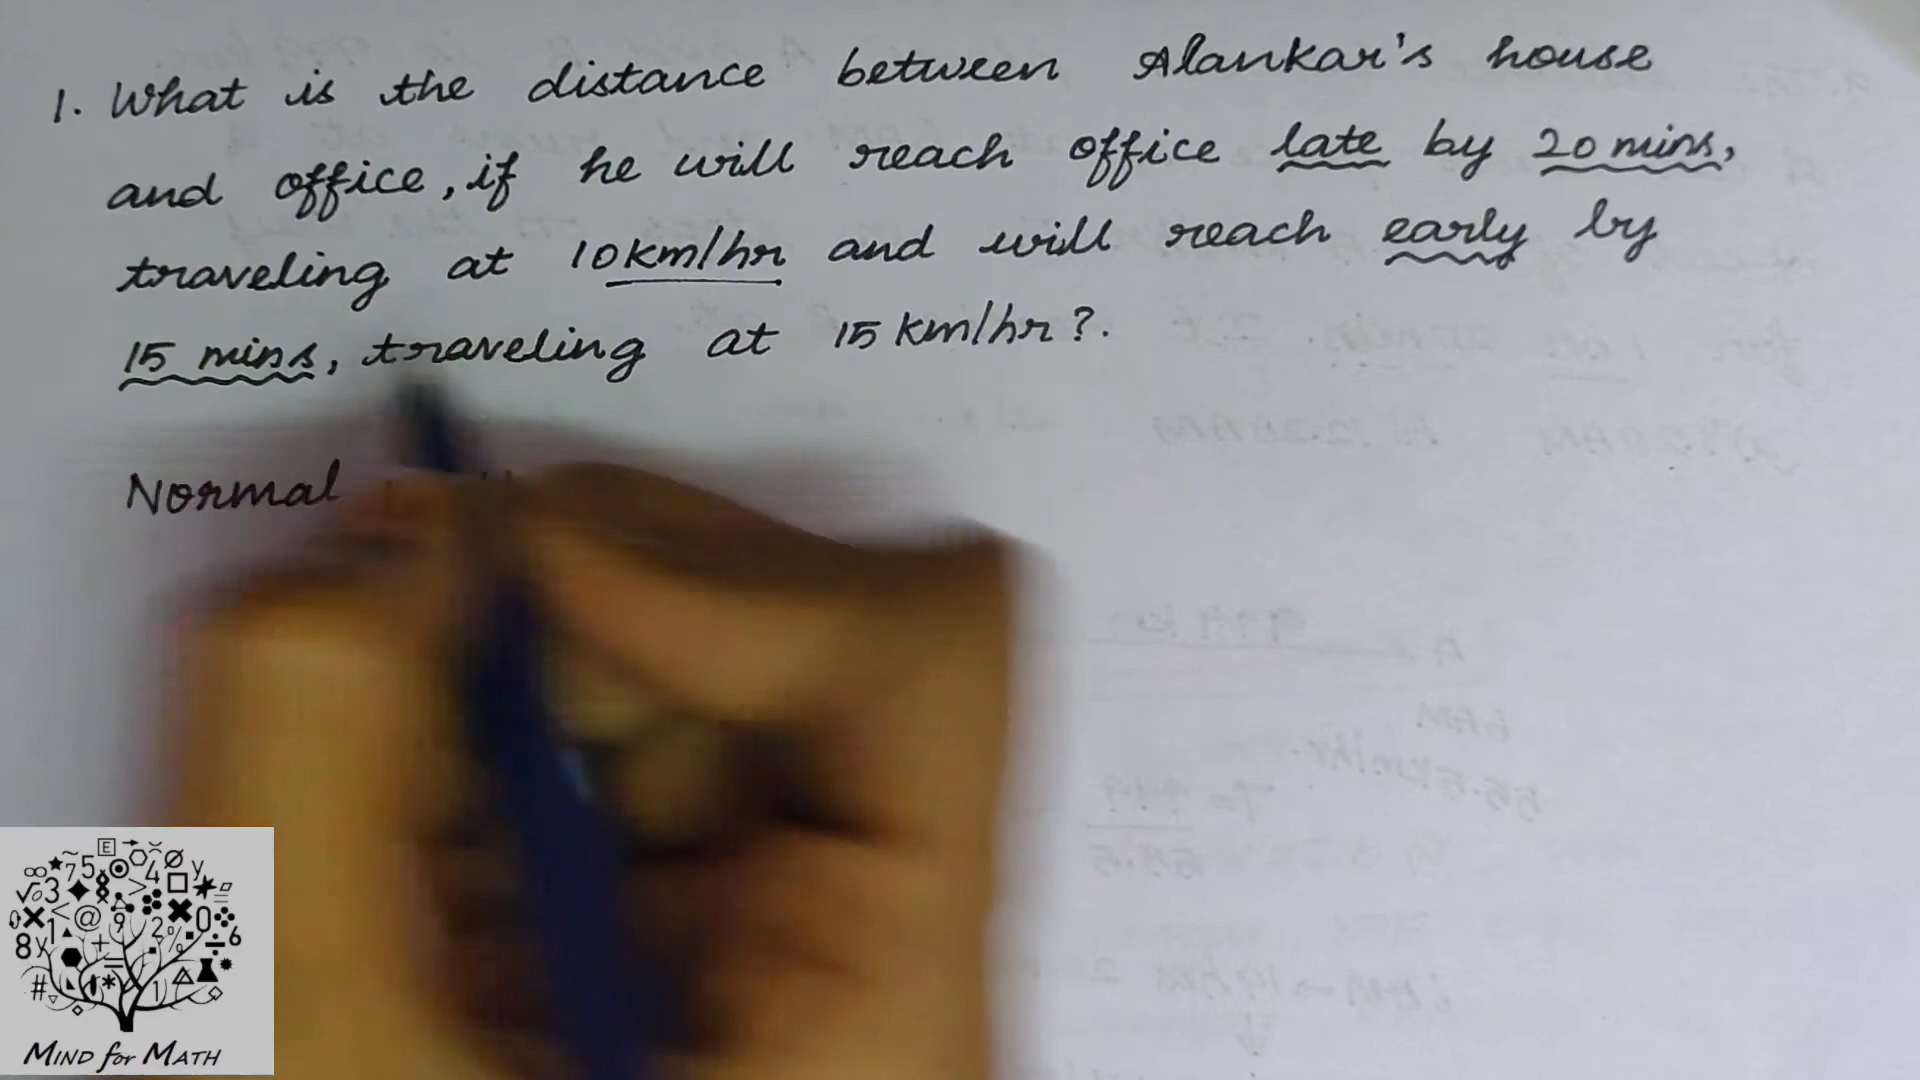 1. What is the distance between Alankar's house
and office, if he will reach office late by 20 mins,
traveling at 10km/hr and will reach early by
15 mins, traveling at 15 km/hr?.
Normal
MIND for MATH